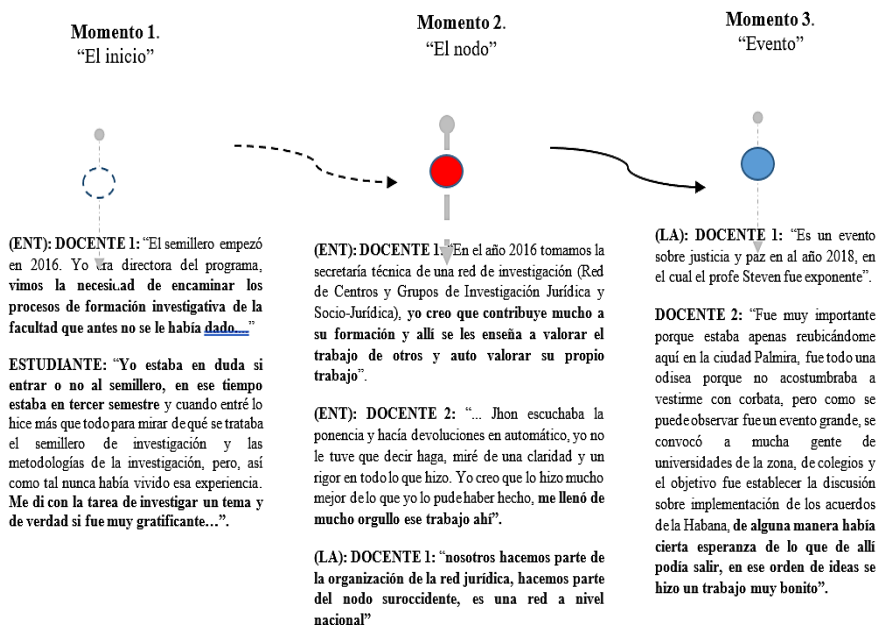 Momento 1.
“El inicio”
(ENT): DOCENTE 1: “El semillero empezó
en 2016. Yo era directora del programa,
vimos la necesidad de encaminar los
procesos de formación investigativa de la
facultad que antes no se le había dado....”
ESTUDIANTE: “Yo estaba en duda si
entrar o no al semillero, en ese tiempo
estaba en tercer semestre y cuando entré lo
hice más que todo para mirar de qué se trataba
el semillero de investigación y las
metodologías de la investigación, pero, así
como tal nunca había vivido esa experiencia.
Me di con la tarea de investigar un tema y
de verdad si fue muy gratificante…”.
Momento 2.
“El nodo”
(ENT): DOCENTE 1: “En el año 2016 tomamos la
secretaría técnica de una red de investigación (Red
de Centros y Grupos de Investigación Jurídica y
Socio-Jurídica), yo creo que contribuye mucho a
su formación y allí se les enseña a valorar el
trabajo de otros y auto valorar su propio
trabajo”.
(ENT): DOCENTE 2: “... Jhon escuchaba la
ponencia y hacía devoluciones en automático, yo no
le tuve que decir haga, miré de una claridad y un
rigor en todo lo que hizo. Yo creo que lo hizo mucho
mejor de lo que yo lo pude haber hecho, me llenó de
mucho orgullo ese trabajo ahí”.
(LA): DOCENTE 1: “nosotros hacemos parte de
la organización de la red jurídica, hacemos parte
del nodo suroccidente, es una red a nivel
nacional”
Momento 3.
“Evento”
(LA): DOCENTE 1: “Es un evento
sobre justicia y paz en al año 2018, en
el cual el profe Steven fue exponente”.
DOCENTE 2: “Fue muy importante
porque estaba apenas reubicándome
aquí en la ciudad Palmira, fue todo una
odisea porque no acostumbraba a
vestirme con corbata, pero como se
puede observar fue un evento grande, se
convocó a mucha gente de
universidades de la zona, de colegios y
el objetivo fue establecer la discusión
sobre implementación de los acuerdos
de la Habana, de alguna manera había
cierta esperanza de lo que de allí
podía salir, en ese orden de ideas se
hizo un trabajo muy bonito”.